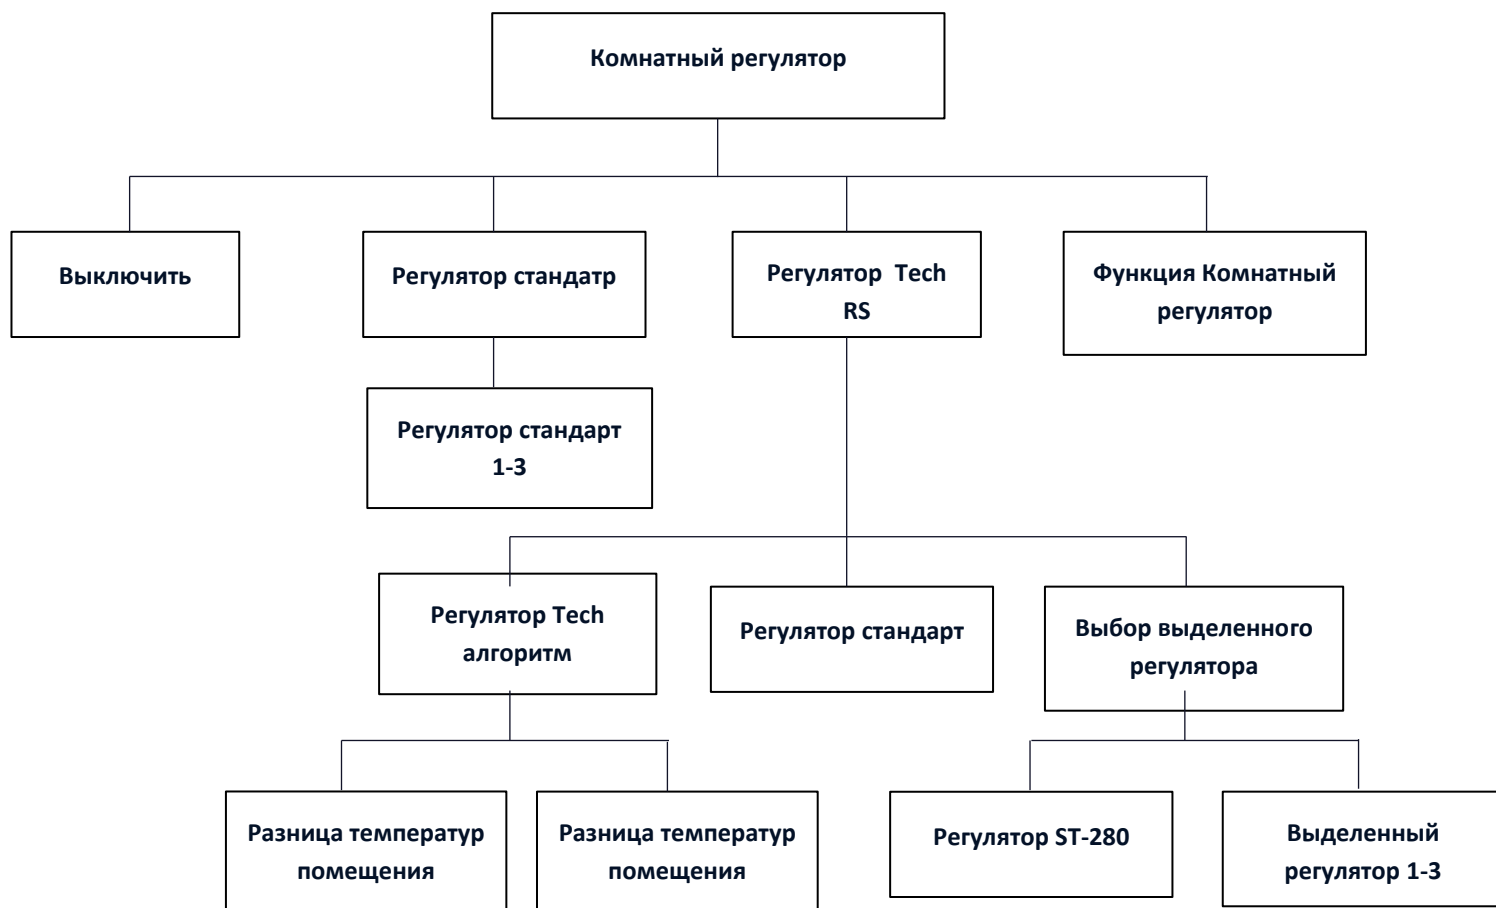 Комнатный регулятор
Выключить
Регулятор стандатр
Регулятор Tech
RS
Функция Комнатный
регулятор
Регулятор стандарт
1-3
Регулятор Tech
алгоритм
Регулятор стандарт
Выбор выделенного
регулятора
Разница температур
помещения
Разница температур
помещения
Регулятор ST-280
Выделенный
регулятор 1-3